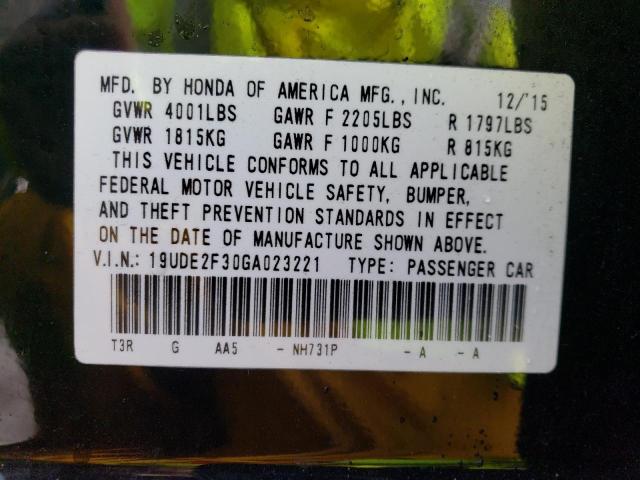 MFD. BY HONDA OF AMERICA MFG., INC. 12/'15
GVWR 4001LBS GAWR F 2205LBS R 1797LBS
GVWR 1815KG GAWR F 1000KG R 815KG
THIS VEHICLE CONFORMS TO ALL APPLICABLE
FEDERAL MOTOR VEHICLE SAFETY, BUMPER,
AND THEFT PREVENTION STANDARDS IN EFFECT
ON THE DATE OF MANUFACTURE SHOWN ABOVE.
V.I.N.: 19UDE2F30GA023221 TYPE: PASSENGER CAR
T3R G AA5 - NH731P - A - A